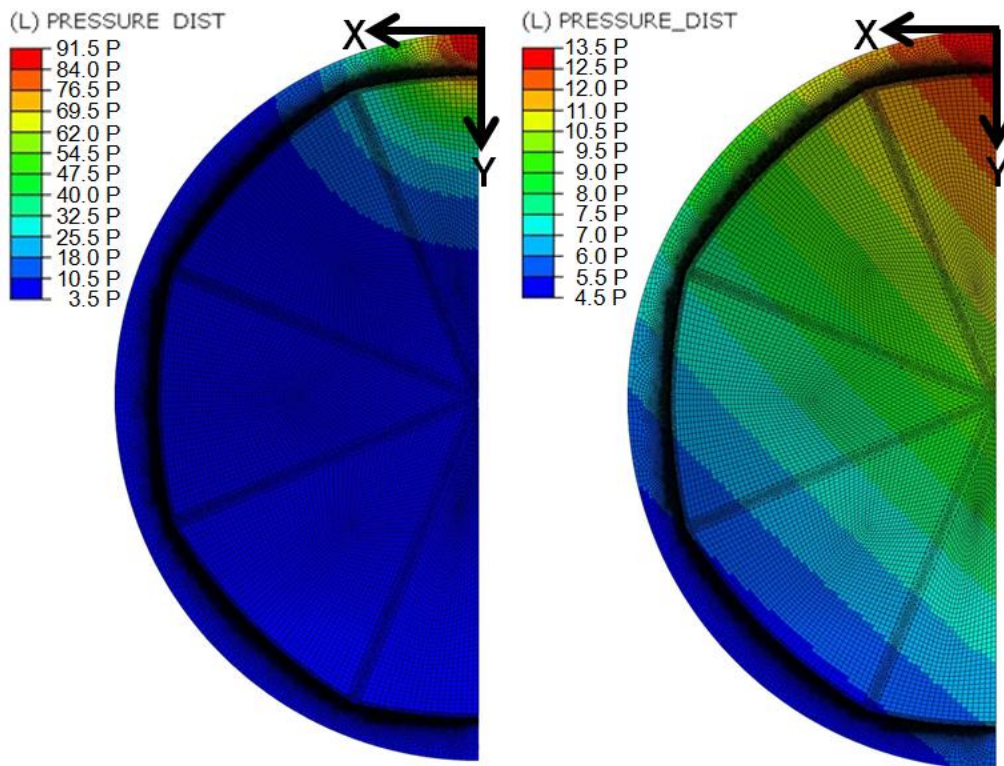 (L) PRESSURE DIST
91.5 P
84.0 P
76.5 P
69.5 P
62.0 P
54.5 P
47.5 P
40.0 P
32.5 P
25.5 P
18.0 P
10.5 P
3.5 P
X
Y
(L) PRESSURE_DIST
13.5 P
12.5 P
12.0 P
11.0 P
10.5 P
9.5 P
9.0 P
8.0 P
7.5 P
7.0 P
6.0 P
5.5 P
4.5 P
X
Y